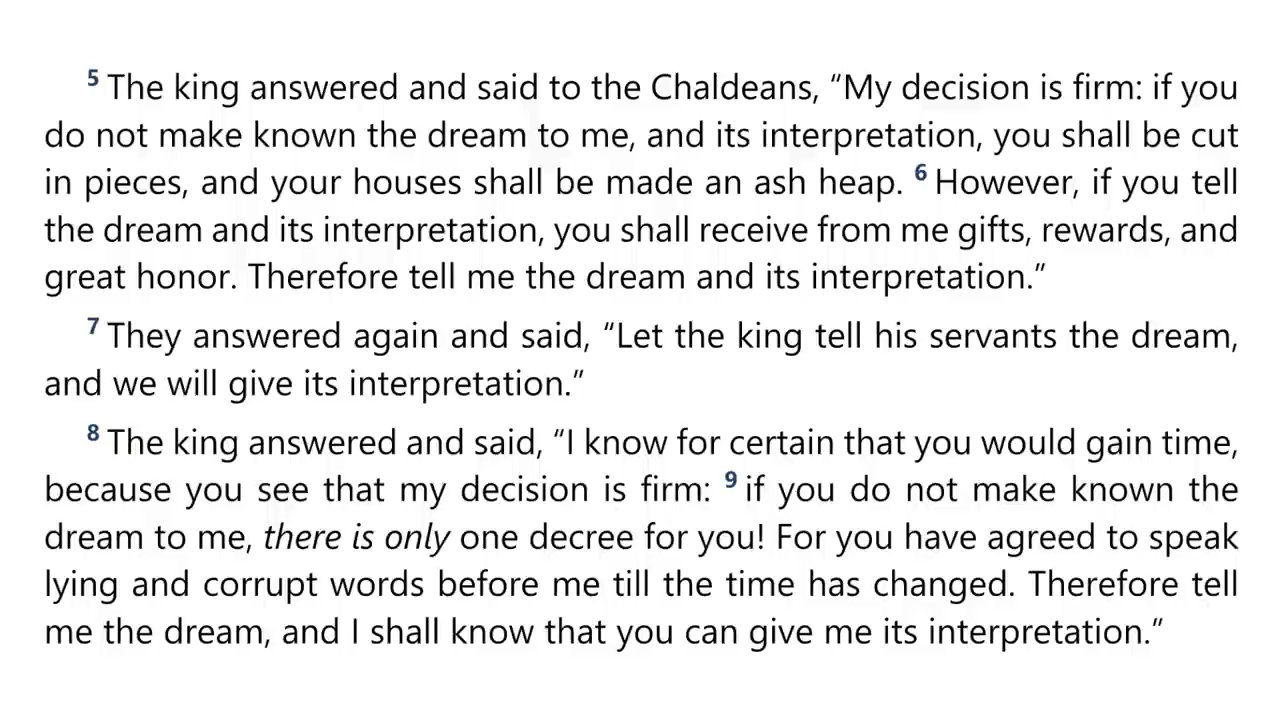 5 The king answered and said to the Chaldeans, “My decision is firm: if you
do not make known the dream to me, and its interpretation, you shall be cut
in pieces, and your houses shall be made an ash heap. 6 However, if you tell
the dream and its interpretation, you shall receive from me gifts, rewards, and
great honor. Therefore tell me the dream and its interpretation.”
7 They answered again and said, “Let the king tell his servants the dream,
and we will give its interpretation.”
8 The king answered and said, “I know for certain that you would gain time,
because you see that my decision is firm: 9 if you do not make known the
dream to me, there is only one decree for you! For you have agreed to speak
lying and corrupt words before me till the time has changed. Therefore tell
me the dream, and I shall know that you can give me its interpretation.”